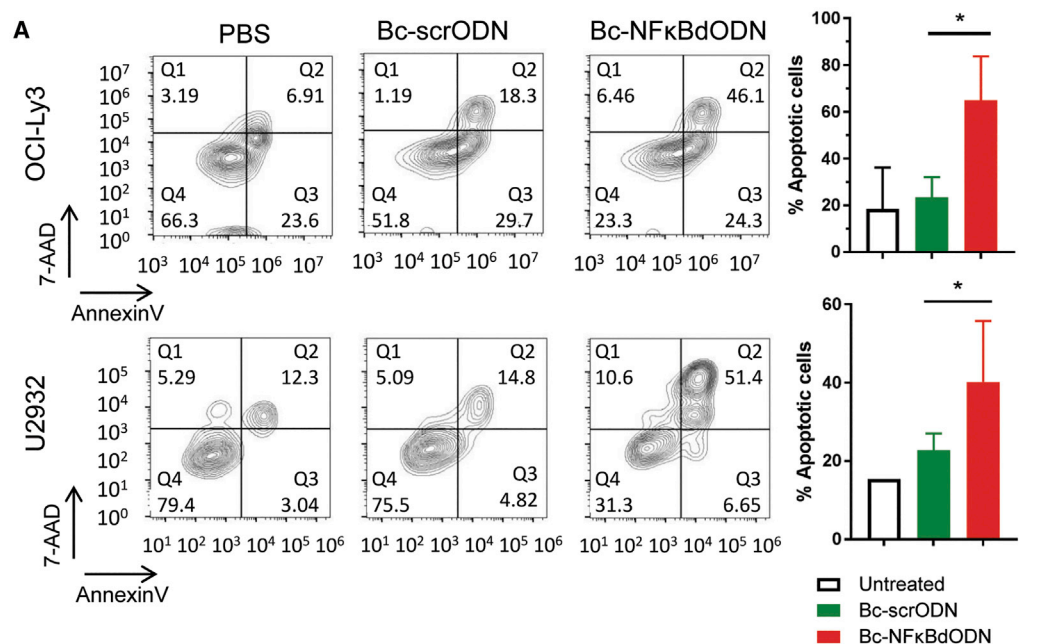 A
PBS Bc-scrODN Bc-NFκBdODN
OCI-Ly3
7-AAD
10⁷
10⁶
10⁵
10⁴
10³
10²
10¹
10⁰
Q1 Q2
3.19 6.91
Q4 Q3
66.3 23.6
10³ 10⁴ 10⁵ 10⁶ 10⁷
Q1 Q2
1.19 18.3
Q4 Q3
51.8 29.7
10³ 10⁴ 10⁵ 10⁶ 10⁷
Q1 Q2
6.46 46.1
Q4 Q3
23.3 24.3
10³ 10⁴ 10⁵ 10⁶ 10⁷
AnnexinV
% Apoptotic cells
100
80
60
40
20
0
*
U2932
7-AAD
10⁵
10⁴
10³
10²
10¹
10⁰
Q1 Q2
5.29 12.3
Q4 Q3
79.4 3.04
10¹ 10² 10³ 10⁴ 10⁵ 10⁶
Q1 Q2
5.09 14.8
Q4 Q3
75.5 4.82
10¹ 10² 10³ 10⁴ 10⁵ 10⁶
Q1 Q2
10.6 51.4
Q4 Q3
31.3 6.65
10¹ 10² 10³ 10⁴ 10⁵ 10⁶
AnnexinV
% Apoptotic cells
60
40
20
0
*
Untreated
Bc-scrODN
Bc-NFκBdODN